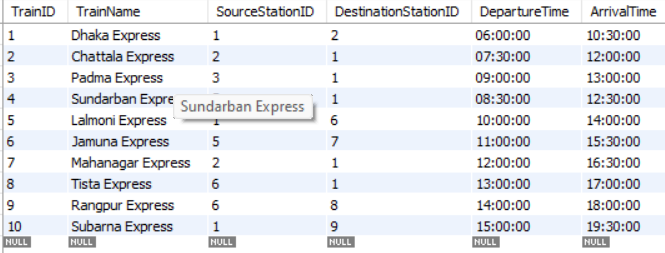 TrainID TrainName SourceStationID DestinationStationID DepartureTime ArrivalTime
1 Dhaka Express 1 2 06:00:00 10:30:00
2 Chattala Express 2 1 07:30:00 12:00:00
3 Padma Express 3 1 09:00:00 13:00:00
4 Sundarban Expre 1 08:30:00 12:30:00
Sundarban Express
5 Lalmoni Express 1 6 10:00:00 14:00:00
6 Jamuna Express 5 7 11:00:00 15:30:00
7 Mahanagar Express 2 1 12:00:00 16:30:00
8 Tista Express 6 1 13:00:00 17:00:00
9 Rangpur Express 6 8 14:00:00 18:00:00
10 Subarna Express 1 9 15:00:00 19:30:00
NULL NULL NULL NULL NULL NULL